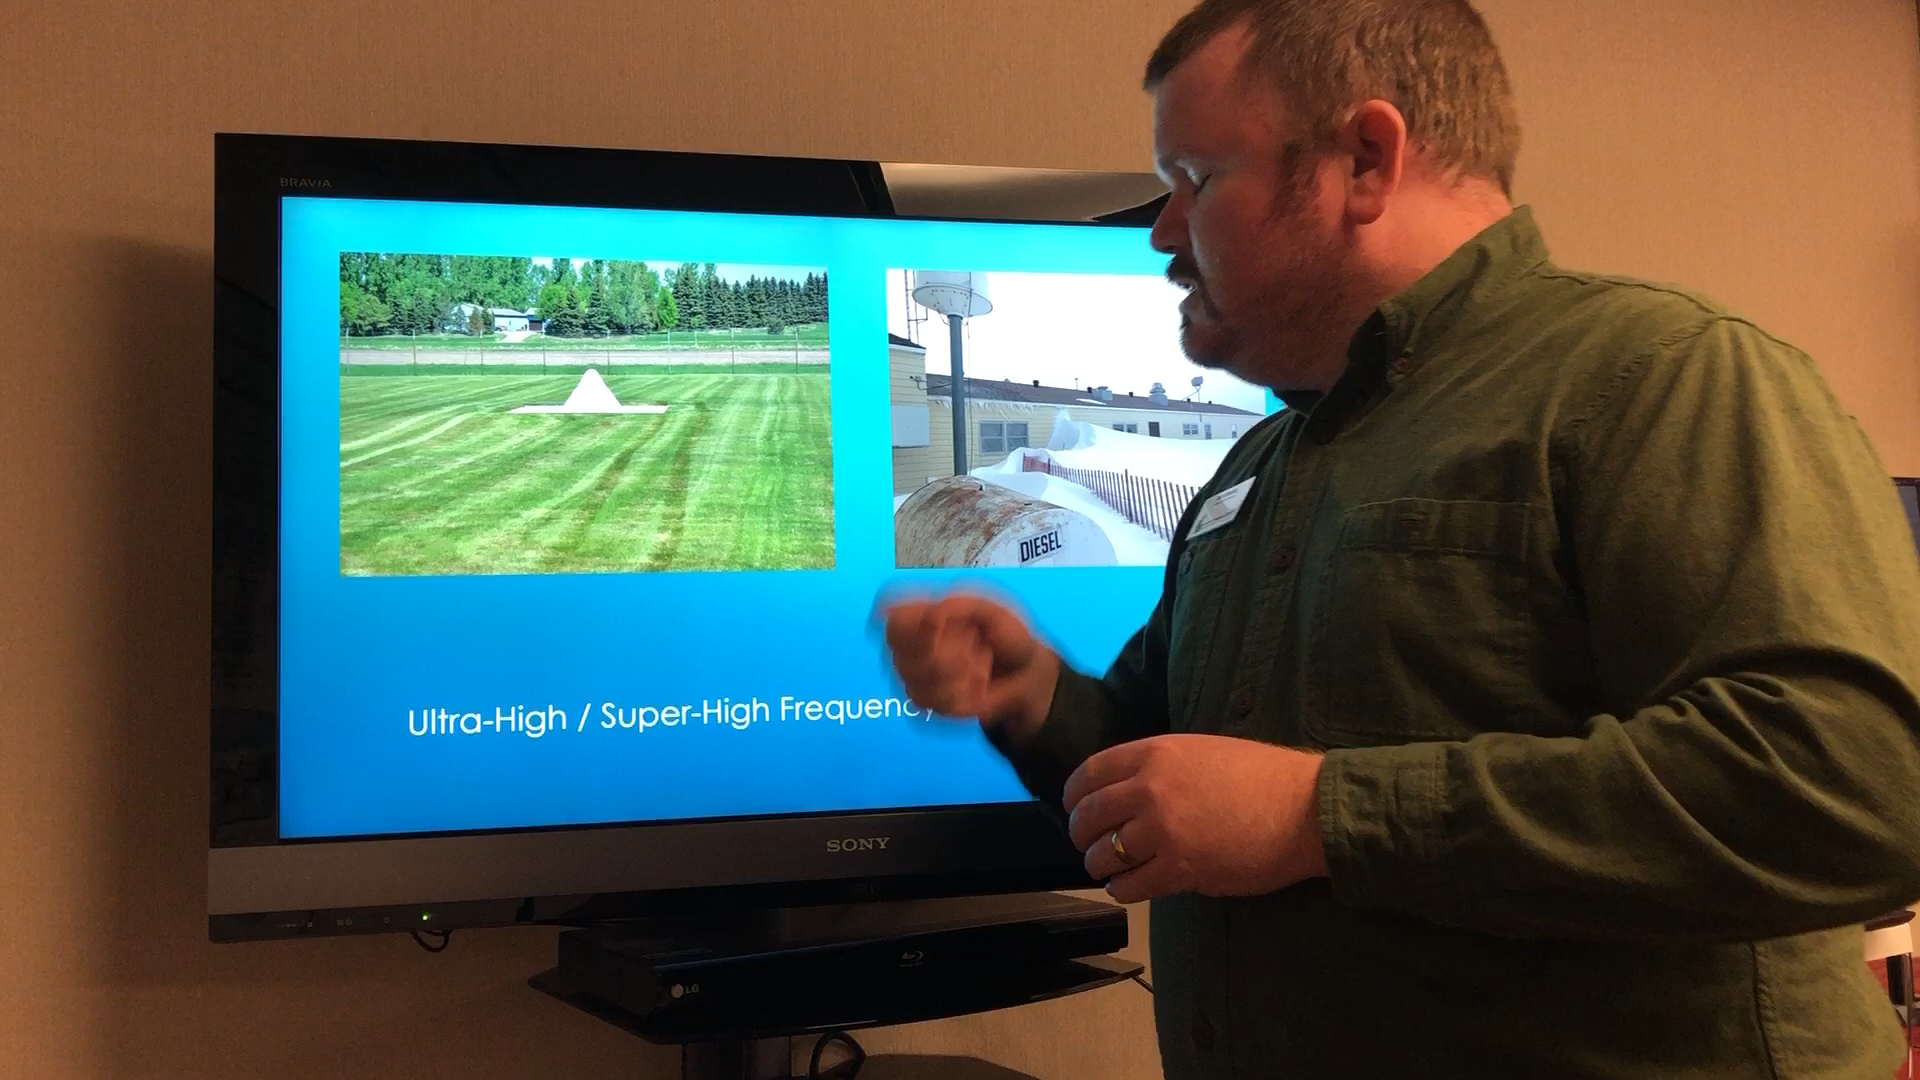 BRAVIA
DIESEL
Ultra-High / Super-High Frequency
SONY
LG